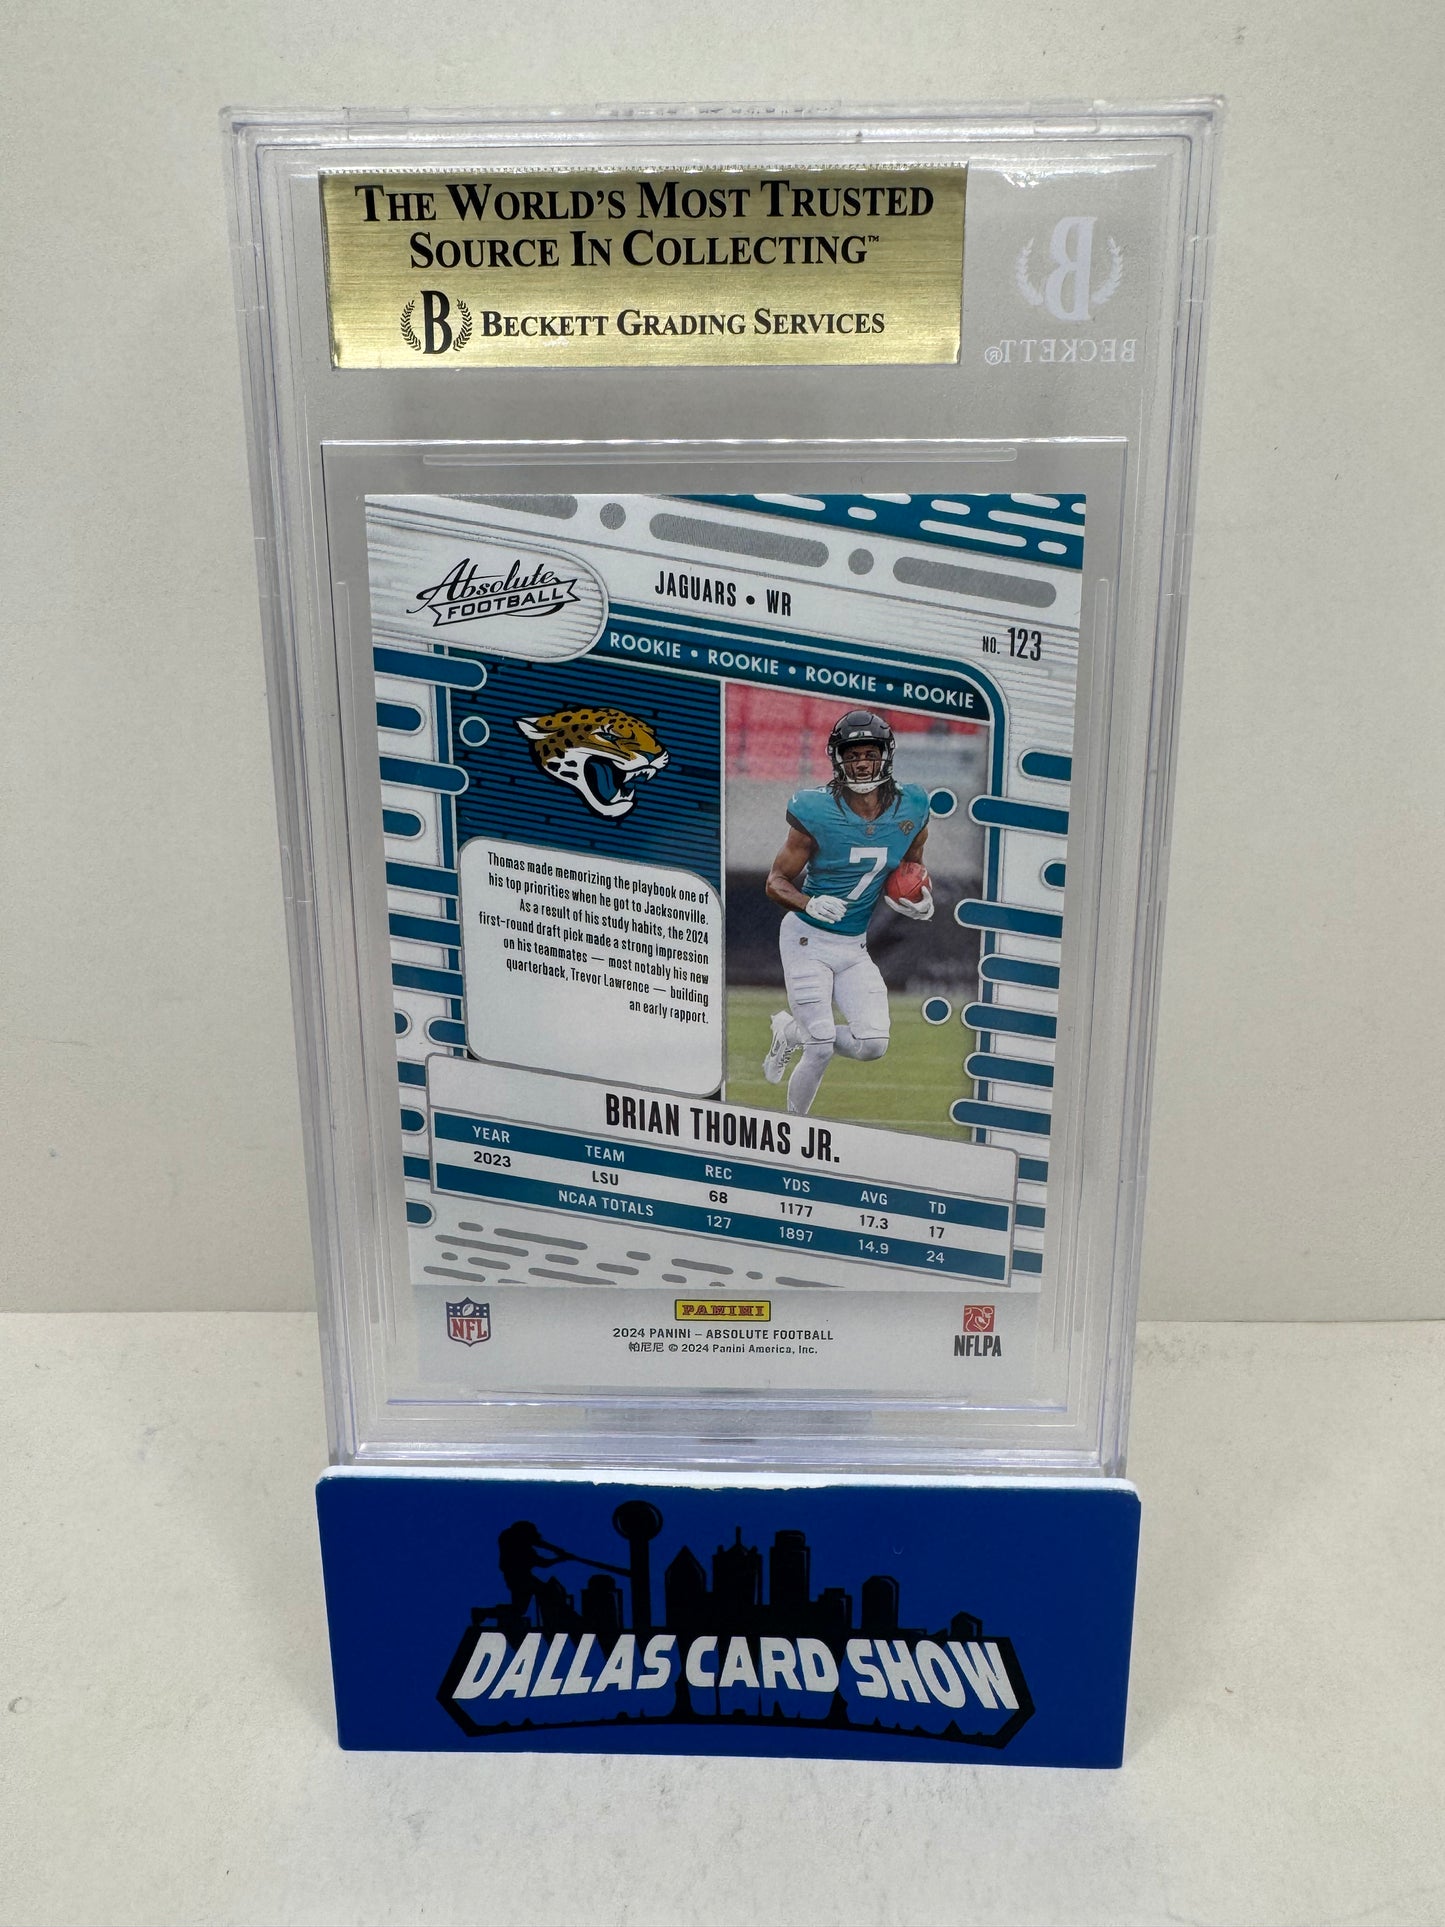 THE WORLD'S MOST TRUSTED
SOURCE IN COLLECTING™
B BECKETT GRADING SERVICES
B
BECKETT®
Absolute
FOOTBALL
JAGUARS • WR
NO. 123
ROOKIE • ROOKIE • ROOKIE • ROOKIE
7
Thomas made memorizing the playbook one of
his top priorities when he got to Jacksonville.
As a result of his study habits, the 2024
first-round draft pick made a strong impression
on his teammates — most notably his new
quarterback, Trevor Lawrence — building
an early rapport.
BRIAN THOMAS JR.
YEAR TEAM REC YDS AVG TD
2023 LSU 68 1177 17.3 17
NCAA TOTALS 127 1897 14.9 24
NFL
PANINI
2024 PANINI – ABSOLUTE FOOTBALL
帕尼尼 © 2024 Panini America, Inc.
NFLPA
DALLAS CARD SHOW